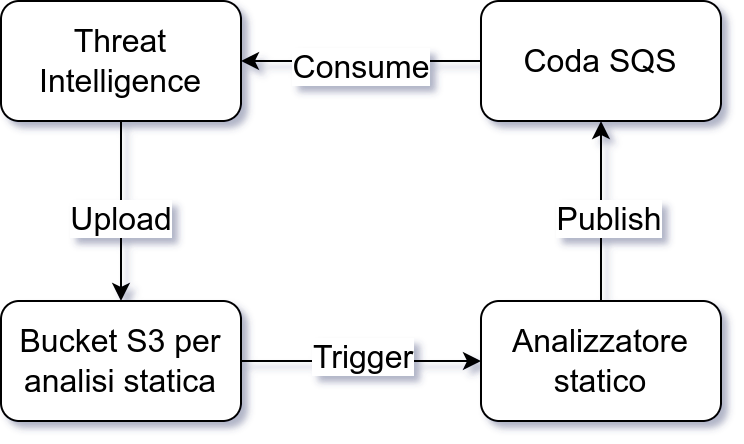 Threat
Intelligence
Consume
Coda SQS
Upload
Publish
Bucket S3 per
analisi statica
Trigger
Analizzatore
statico